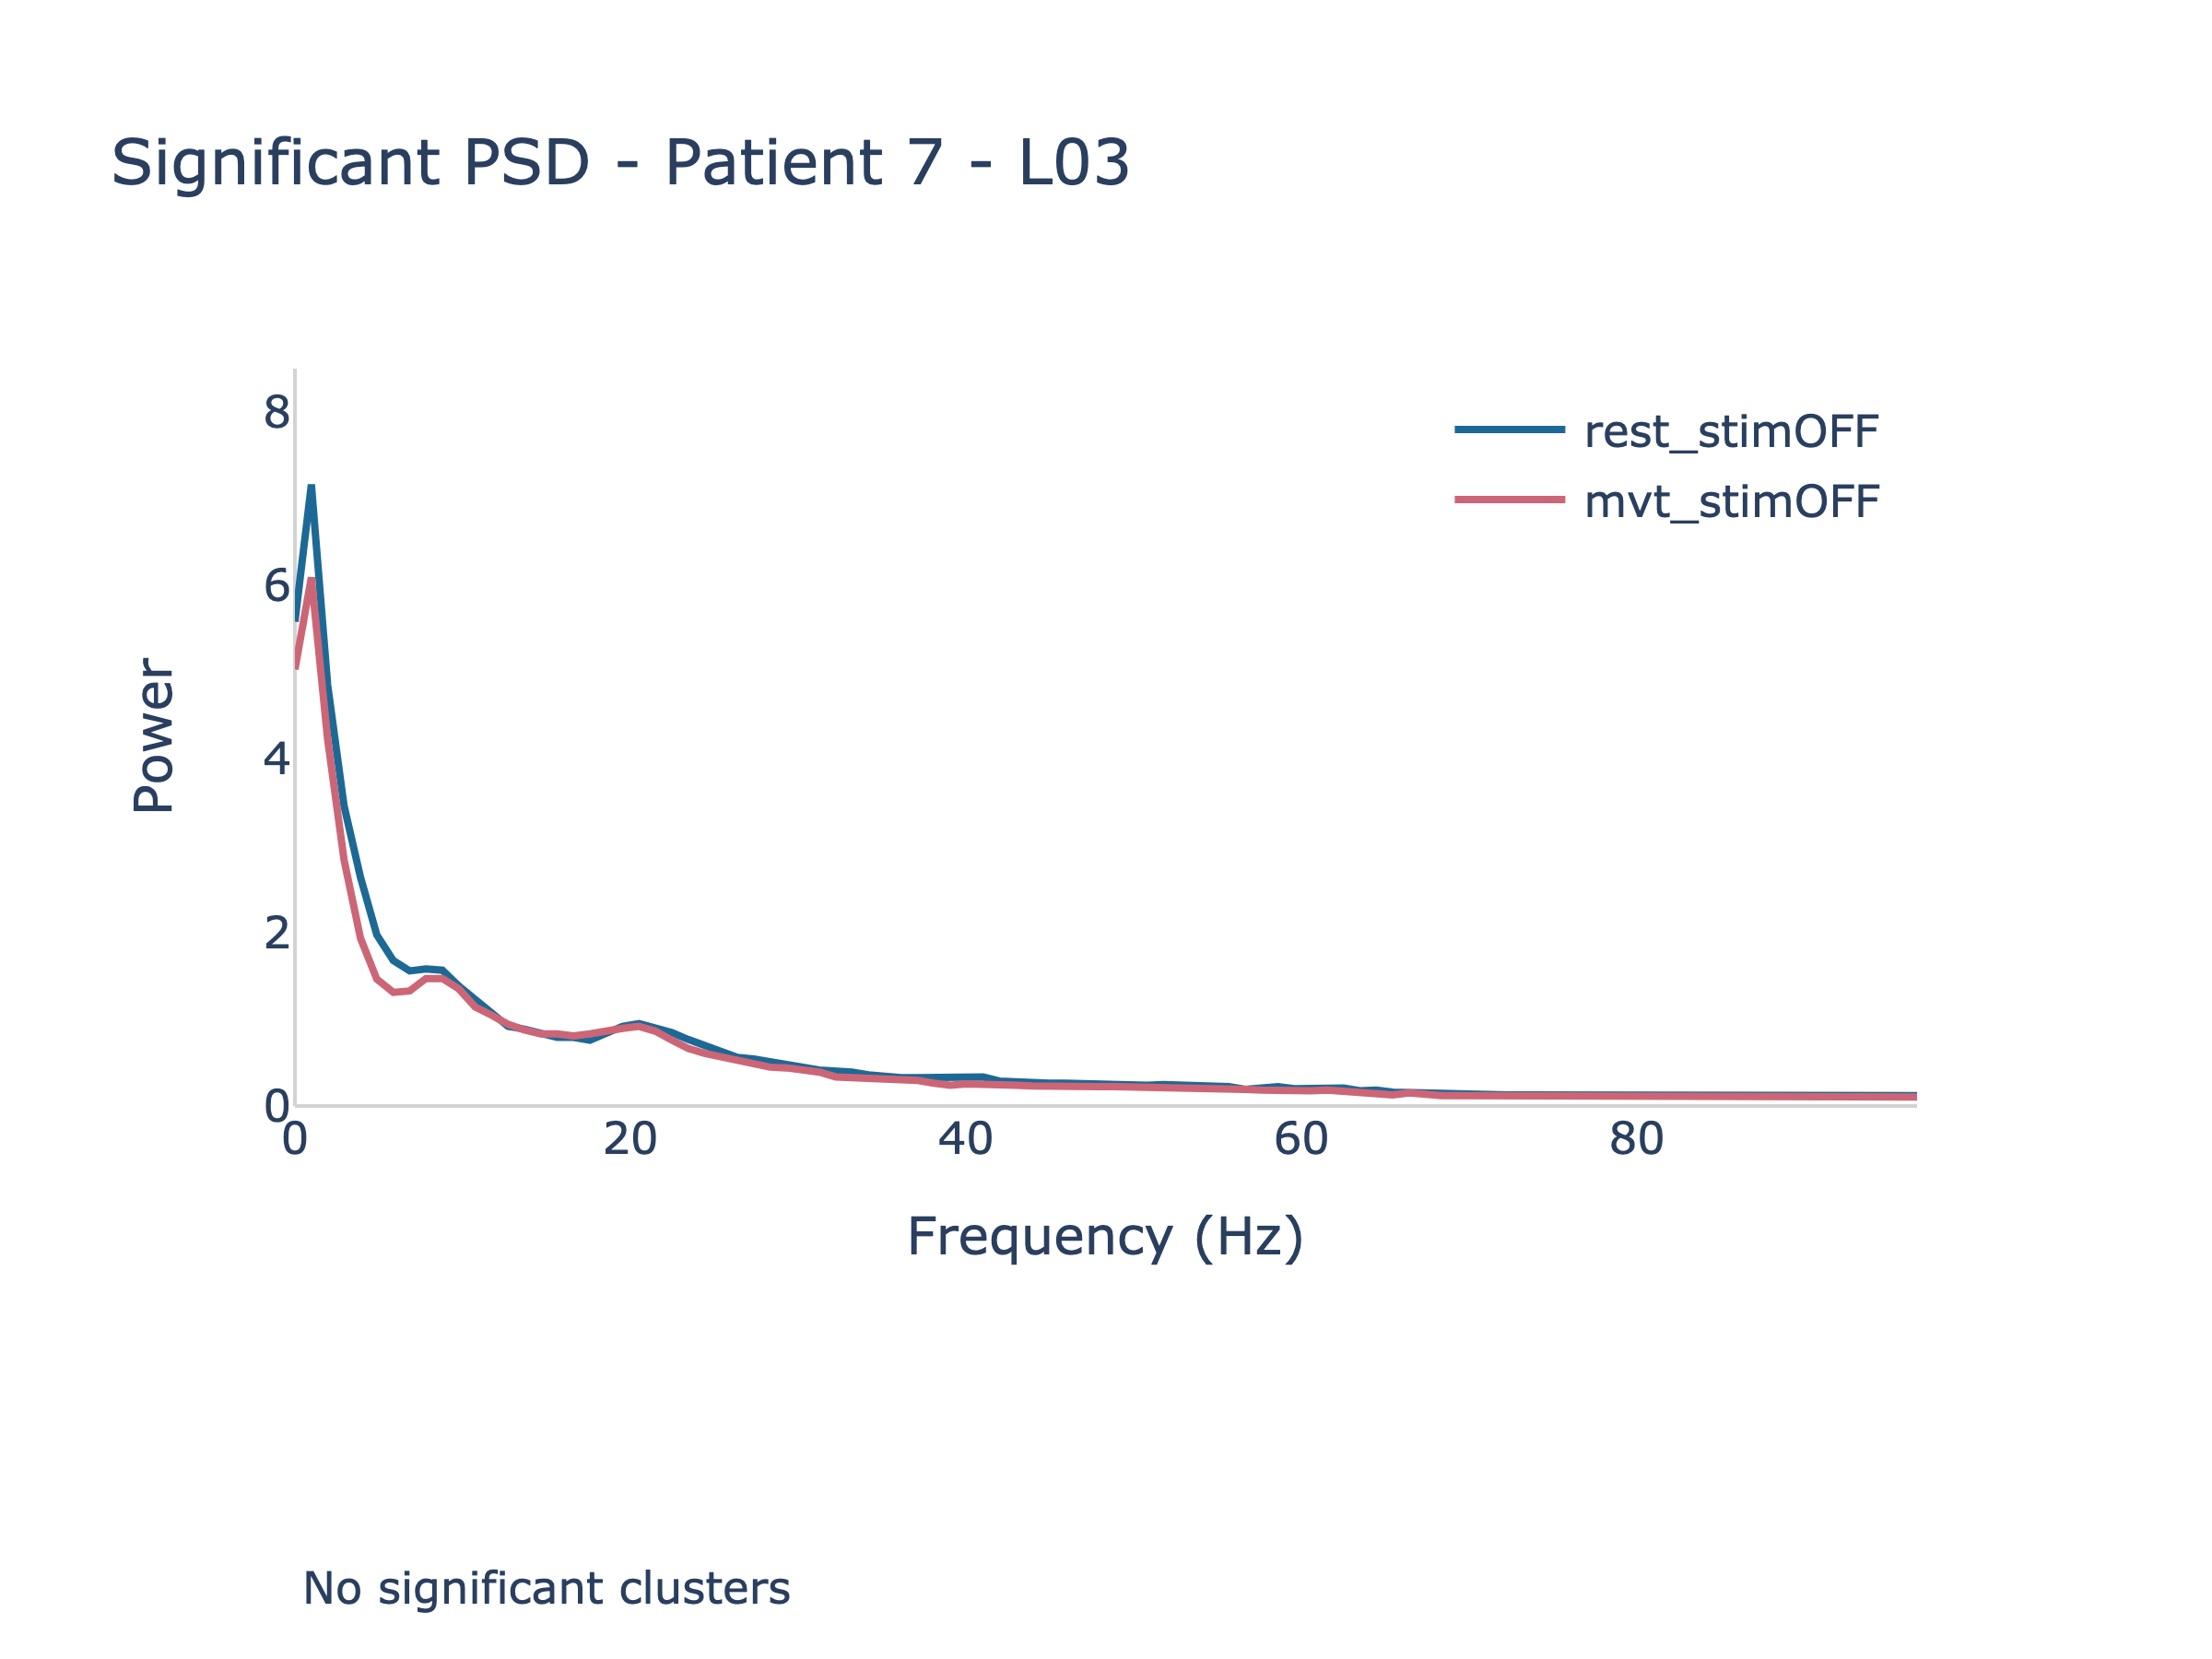 Significant PSD - Patient 7 - L03
8
6
4
2
0
Power
rest_stimOFF
mvt_stimOFF
0 20 40 60 80
Frequency (Hz)
No significant clusters